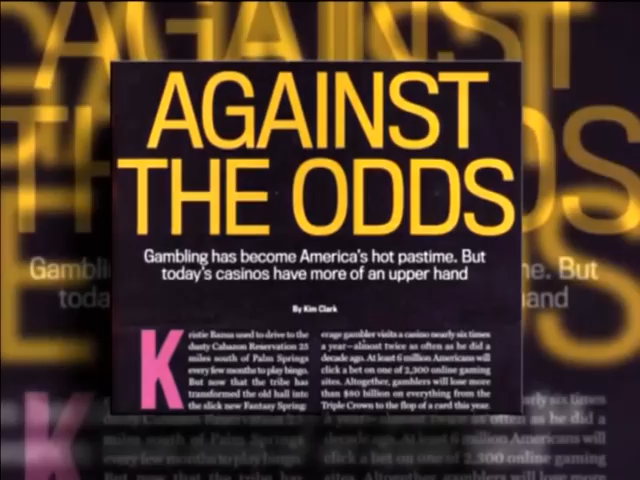 AGAINST
THE ODDS
Gambling has become America's hot pastime. But
today's casinos have more of an upper hand
By Kim Clark
Kristie Bama used to drive to the
dusty Cabazon Reservation 25
miles south of Palm Springs
every few months to play bingo.
But now that the tribe has
transformed the old hall into
the slick new Fantasy Spring
erage gambler visits a casino nearly six times
a year—almost twice as often as he did a
decade ago. At least 6 million Americans will
click a bet on one of 2,300 online gaming
sites. Altogether, gamblers will lose more
than $80 billion on everything from the
Triple Crown to the flop of a card this year.